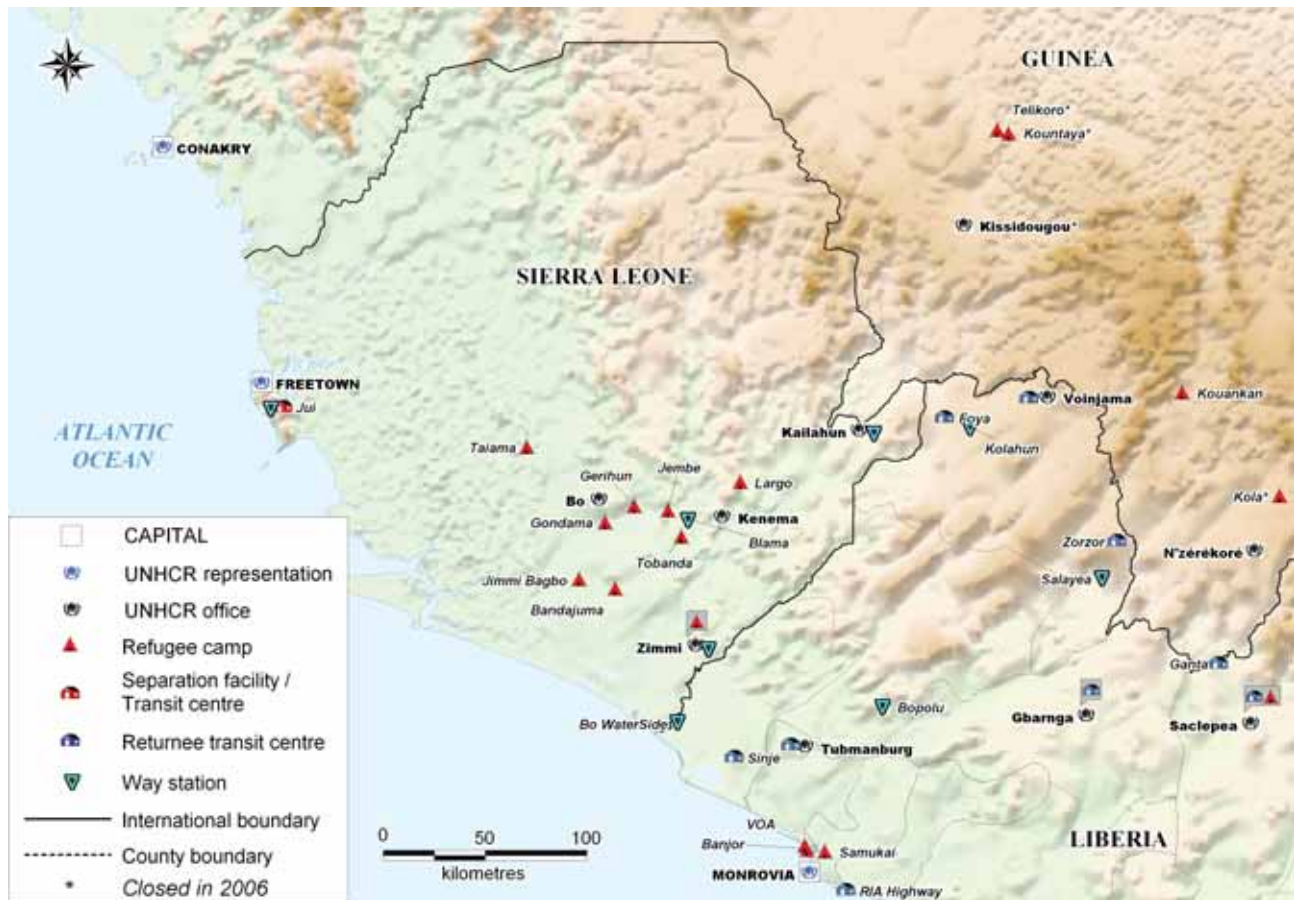 GUINEA
Telikoro*
Kountaya*
CONAKRY
Kissidougou*
SIERRA LEONE
FREETOWN
Jui
ATLANTIC
OCEAN
Kouankan
Voinjama
Foya
Kolahun
Kailahun
Taiama
Gerihun
Jembe
Largo
Bo
Kenema
Gondama
Blama
Tobanda
Kola*
Zorzor
N'zérékoré
Salayea
Jimmi Bagbo
Bandajuma
Zimmi
Ganta
Bo WaterSides
Bopolu
Gbarnga
Saclepea
Tubmanburg
Sinje
VOA
Banjor
Samukai
MONROVIA
RIA Highway
LIBERIA
CAPITAL
UNHCR representation
UNHCR office
Refugee camp
Separation facility /
Transit centre
Returnee transit centre
Way station
International boundary
County boundary
* Closed in 2006
0 50 100
kilometres